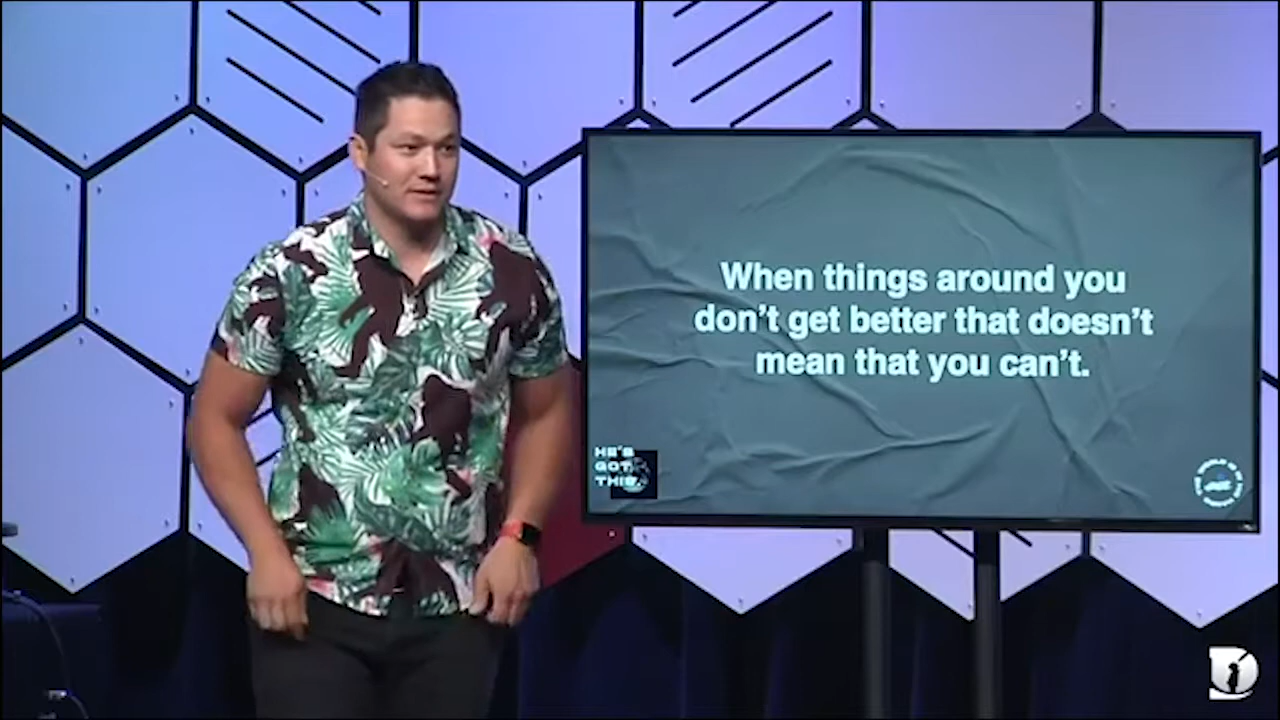 When things around you
don't get better that doesn't
mean that you can't.
HE'S
GOT
THIS.